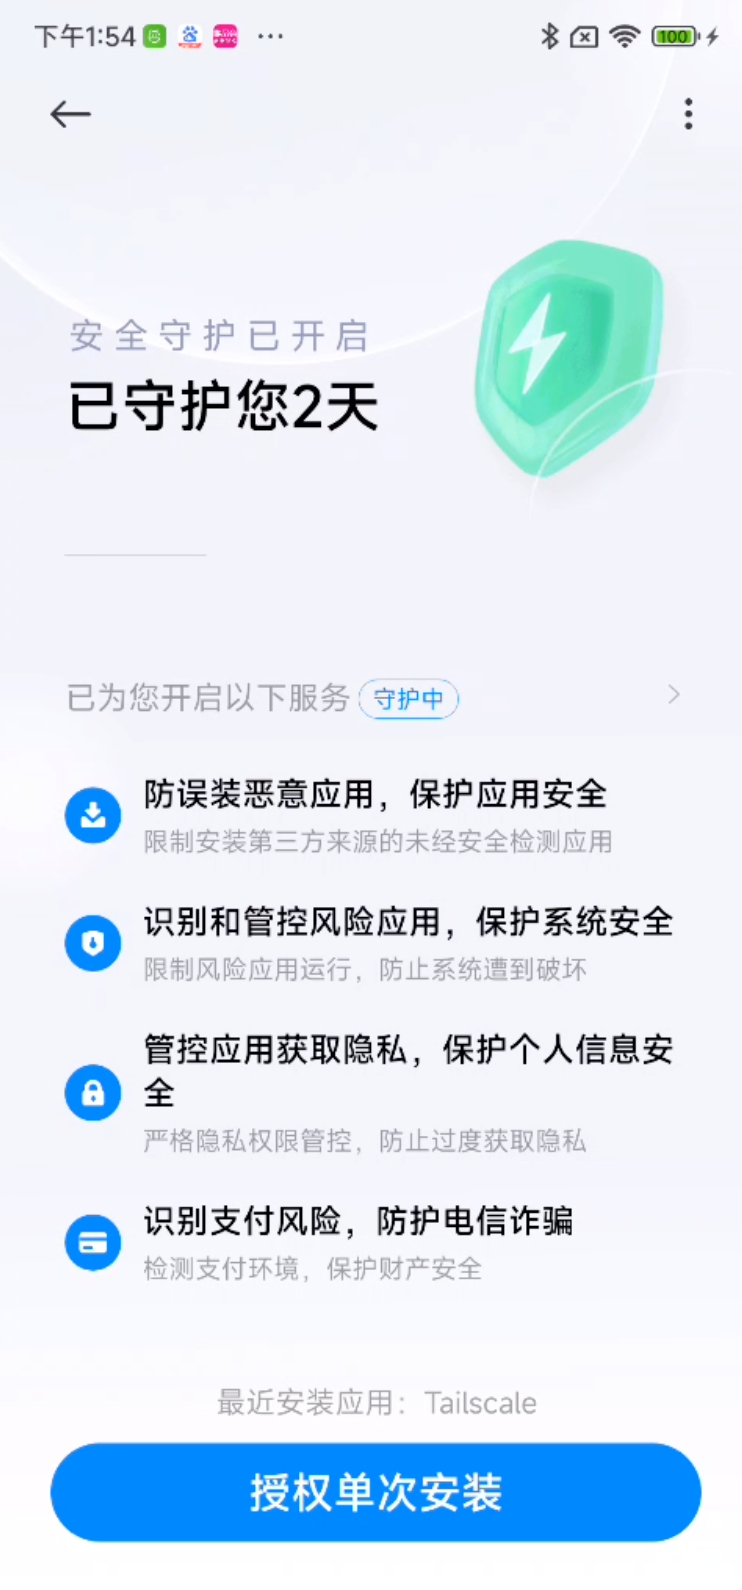 下午1:54
100
安全守护已开启
已守护您2天
已为您开启以下服务 守护中
防误装恶意应用，保护应用安全
限制安装第三方来源的未经安全检测应用
识别和管控风险应用，保护系统安全
限制风险应用运行，防止系统遭到破坏
管控应用获取隐私，保护个人信息安
全
严格隐私权限管控，防止过度获取隐私
识别支付风险，防护电信诈骗
检测支付环境，保护财产安全
最近安装应用：Tailscale
授权单次安装